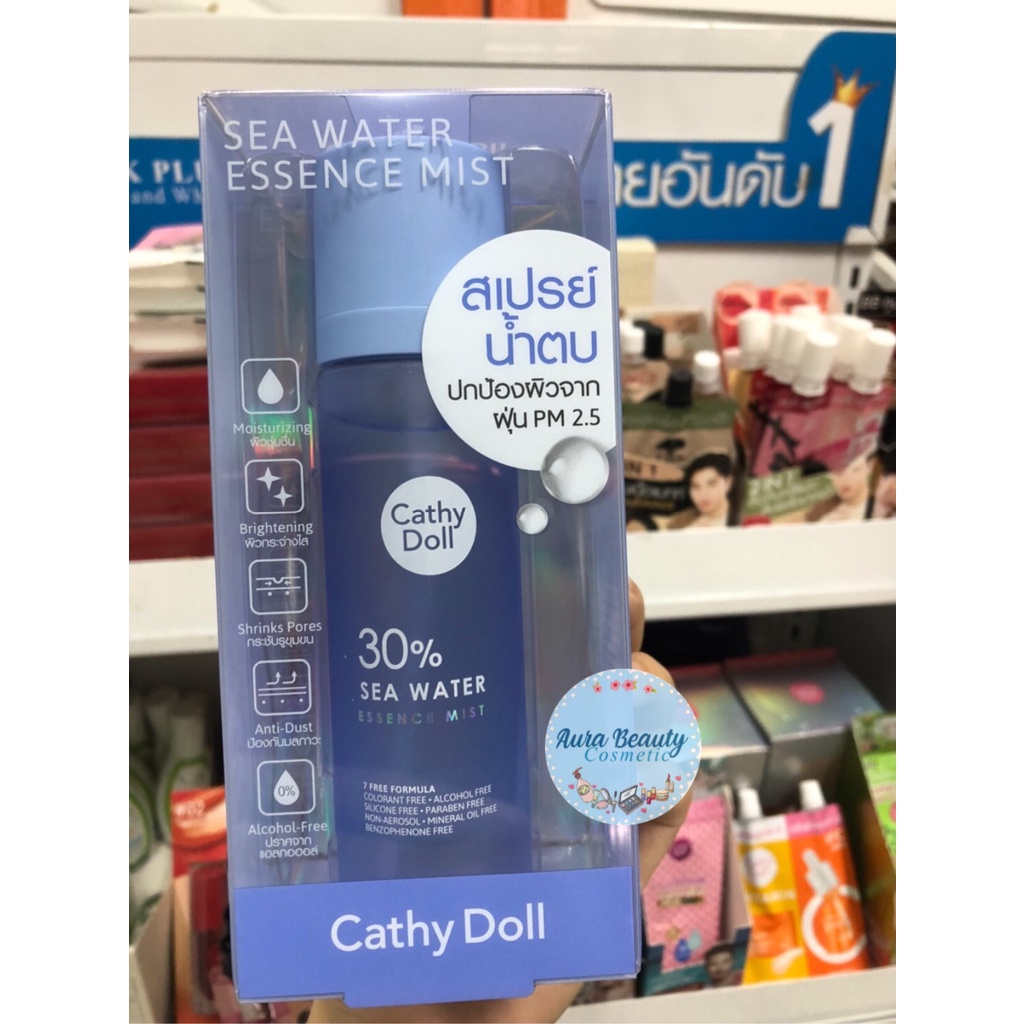 SEA WATER
ESSENCE MIST
K PLU
ยอันดับ 1
สเปรย์
น้ำตบ
ปกป้องผิวจาก
ฝุ่น PM 2.5
Moisturizing
ผิวชุ่มชื้น
Brightening
ผิวกระจ่างใส
Shrinks Pores
กระชับรูขุมขน
Anti-Dust
ป้องกันมลภาวะ
0%
Alcohol-Free
ปราศจาก
แอลกอฮอล์
Cathy
Doll
30%
SEA WATER
ESSENCE MIST
7 FREE FORMULA
COLORANT FREE • ALCOHOL FREE
SILICONE FREE • PARABEN FREE
NON-AEROSOL • MINERAL OIL FREE
BENZOPHENONE FREE
Aura Beauty
Cosmetic
Cathy Doll